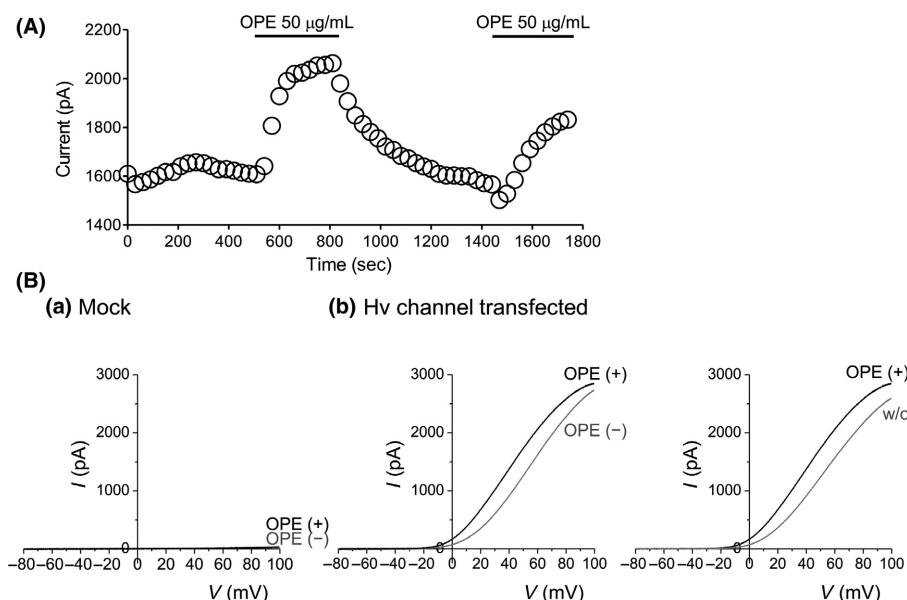 (A)
OPE 50 μg/mL
OPE 50 μg/mL
2200
2000
1800
1600
1400
Current (pA)
0 200 400 600 800 1000 1200 1400 1600 1800
Time (sec)
(B)
(a) Mock
(b) Hv channel transfected
3000
2000
1000
0
I (pA)
OPE (+)
OPE (−)
−80 −60 −40 −20 0 20 40 60 80 100
V (mV)
3000
2000
1000
0
I (pA)
OPE (+)
OPE (−)
−80 −60 −40 −20 0 20 40 60 80 100
V (mV)
3000
2000
1000
0
I (pA)
OPE (+)
w/o
−80 −60 −40 −20 0 20 40 60 80 100
V (mV)